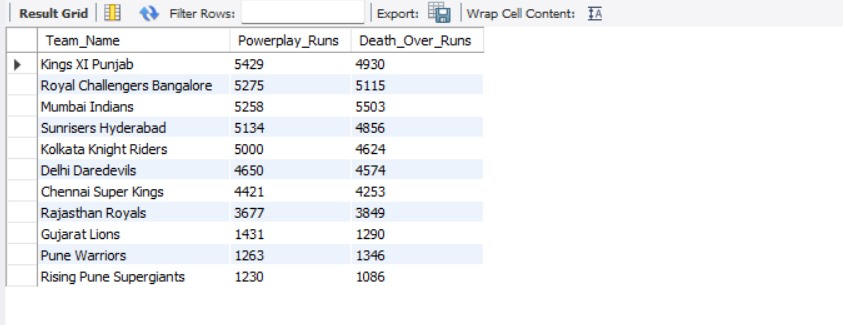 Result Grid Filter Rows: Export: Wrap Cell Content: IA
Team_Name Powerplay_Runs Death_Over_Runs
Kings XI Punjab 5429 4930
Royal Challengers Bangalore 5275 5115
Mumbai Indians 5258 5503
Sunrisers Hyderabad 5134 4856
Kolkata Knight Riders 5000 4624
Delhi Daredevils 4650 4574
Chennai Super Kings 4421 4253
Rajasthan Royals 3677 3849
Gujarat Lions 1431 1290
Pune Warriors 1263 1346
Rising Pune Supergiants 1230 1086